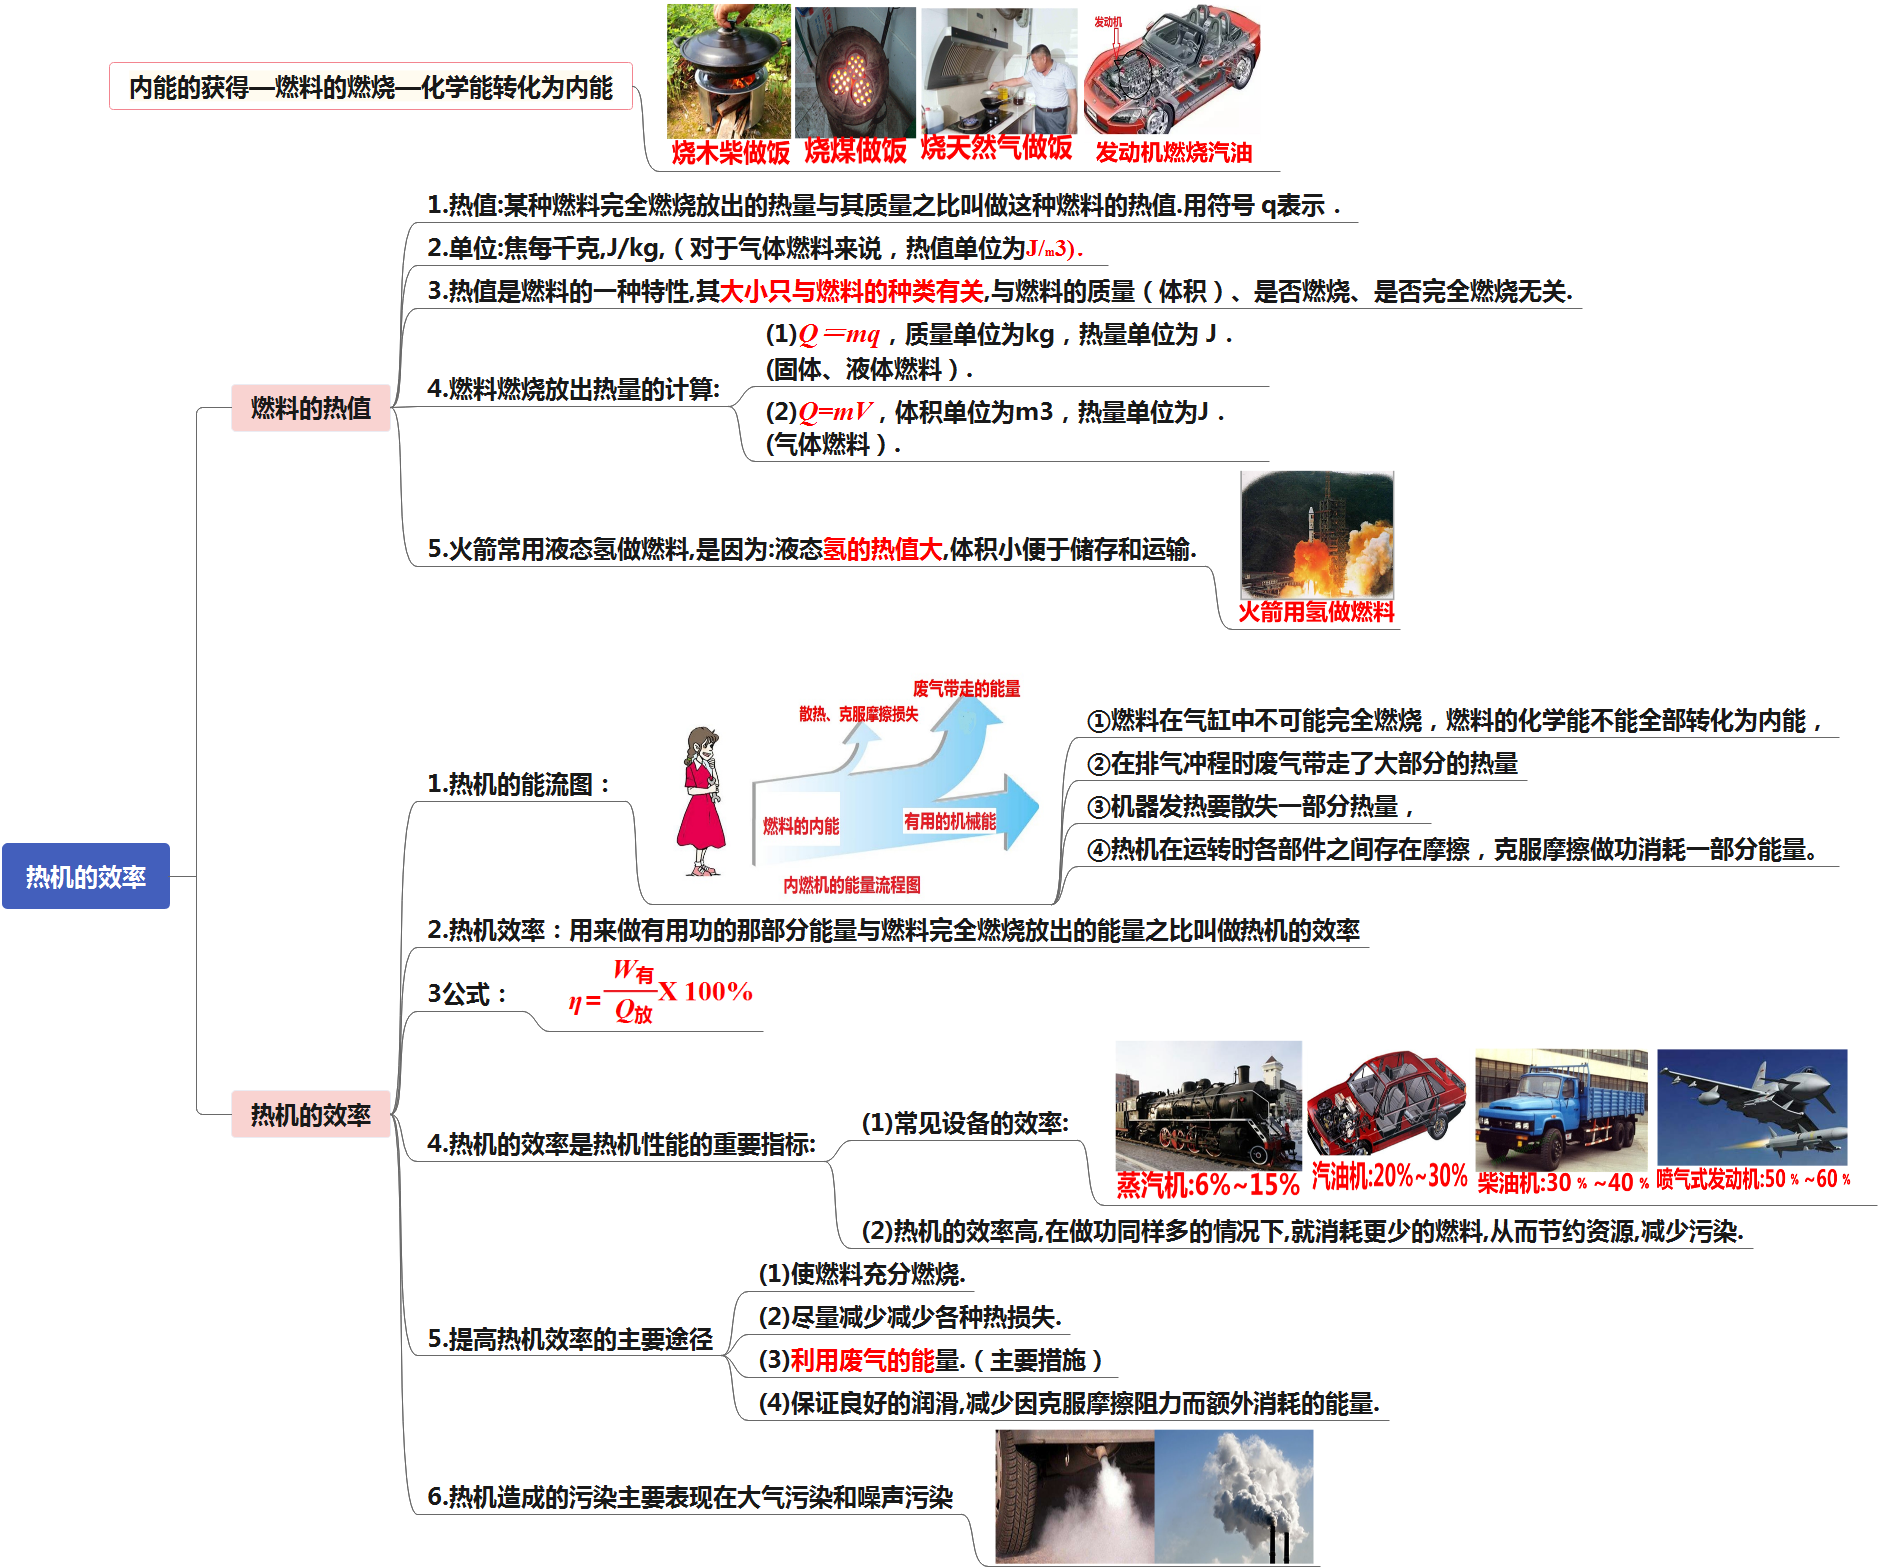 内能的获得—燃料的燃烧—化学能转化为内能
发动机
烧木柴做饭
烧煤做饭
烧天然气做饭
发动机燃烧汽油
热机的效率
燃料的热值
1.热值:某种燃料完全燃烧放出的热量与其质量之比叫做这种燃料的热值.用符号 q表示．
2.单位:焦每千克,J/kg,（对于气体燃料来说，热值单位为J/m3).
3.热值是燃料的一种特性,其大小只与燃料的种类有关,与燃料的质量（体积）、是否燃烧、是否完全燃烧无关.
4.燃料燃烧放出热量的计算:
(1)Q＝mq，质量单位为kg，热量单位为 J．
(固体、液体燃料）.
(2)Q=mV，体积单位为m3，热量单位为J．
(气体燃料）.
5.火箭常用液态氢做燃料,是因为:液态氢的热值大,体积小便于储存和运输.
火箭用氢做燃料
热机的效率
1.热机的能流图：
废气带走的能量
散热、克服摩擦损失
燃料的内能
有用的机械能
内燃机的能量流程图
①燃料在气缸中不可能完全燃烧，燃料的化学能不能全部转化为内能，
②在排气冲程时废气带走了大部分的热量
③机器发热要散失一部分热量，
④热机在运转时各部件之间存在摩擦，克服摩擦做功消耗一部分能量。
2.热机效率：用来做有用功的那部分能量与燃料完全燃烧放出的能量之比叫做热机的效率
3公式：
η=W有/Q放X 100%
4.热机的效率是热机性能的重要指标:
(1)常见设备的效率:
蒸汽机:6%~15%
汽油机:20%~30%
柴油机:30％~40％
喷气式发动机:50％~60％
(2)热机的效率高,在做功同样多的情况下,就消耗更少的燃料,从而节约资源,减少污染.
5.提高热机效率的主要途径
(1)使燃料充分燃烧.
(2)尽量减少减少各种热损失.
(3)利用废气的能量.（主要措施）
(4)保证良好的润滑,减少因克服摩擦阻力而额外消耗的能量.
6.热机造成的污染主要表现在大气污染和噪声污染